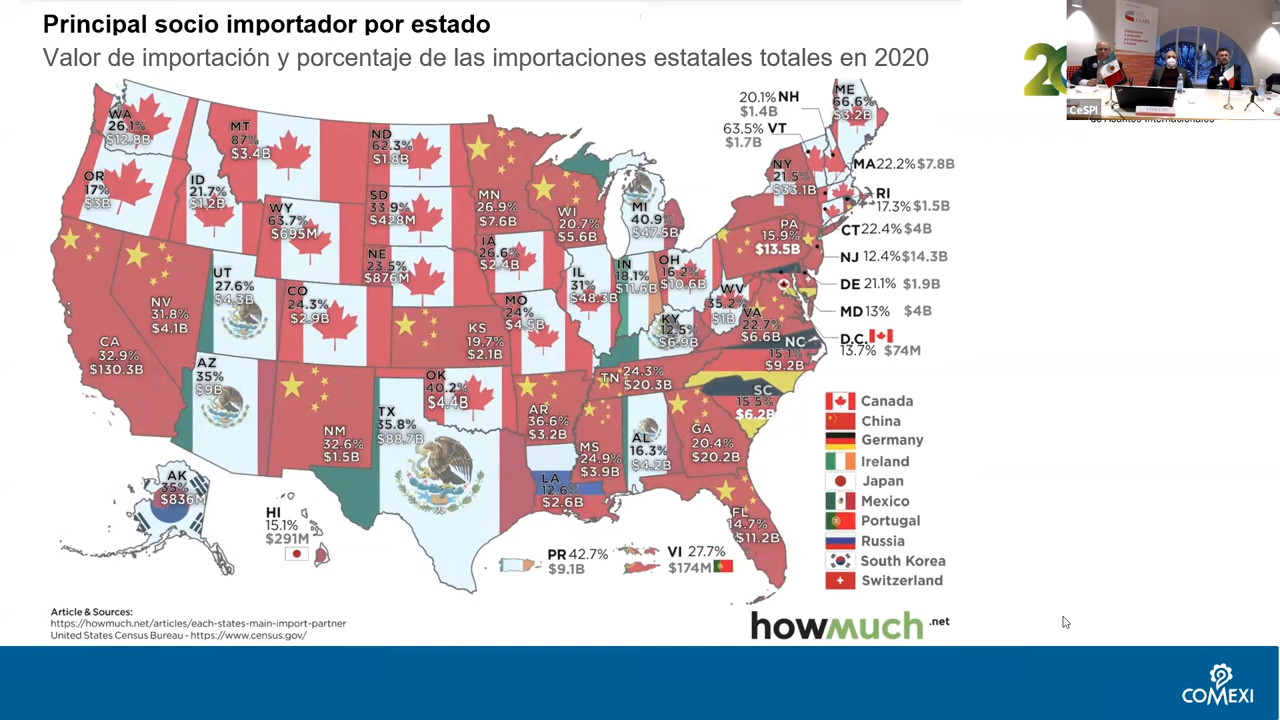 Principal socio importador por estado
Valor de importación y porcentaje de las importaciones estatales totales en 2020
CeSPI
CeSPI
WA
26.1%
$12.8B
OR
17%
$3B
ID
21.7%
$1.2B
MT
87%
$3.4B
WY
63.7%
$695M
ND
62.3%
$1.8B
SD
33.9%
$428M
NE
23.5%
$876M
MN
26.9%
$7.6B
IA
26.6%
$2.4B
WI
20.7%
$5.6B
MI
40.9%
$47.5B
20.1% NH
$1.4B
63.5% VT
$1.7B
ME
66.6%
$3.2B
NY
21.5%
$33.1B
MA 22.2% $7.8B
RI
17.3% $1.5B
CT 22.4% $4B
NJ 12.4% $14.3B
DE 21.1% $1.9B
MD 13% $4B
D.C.
13.7% $74M
PA
15.9%
$13.5B
NV
31.8%
$4.1B
UT
27.6%
$4.3B
CO
24.3%
$2.9B
KS
19.7%
$2.1B
MO
24%
$4.5B
IL
31%
$48.3B
IN
18.1%
$11.6B
OH
16.2%
$10.6B
WV
35.2%
$1B
VA
22.7%
$6.6B
KY
12.5%
$6.9B
NC
15.1%
$9.2B
CA
32.9%
$130.3B
AZ
35%
$9B
NM
32.6%
$1.5B
TX
35.8%
$88.7B
OK
40.2%
$4.4B
AR
36.6%
$3.2B
TN 24.3%
$20.3B
SC
15.5%
$6.2B
MS
24.9%
$3.9B
AL
16.3%
$4.2B
GA
20.4%
$20.2B
LA
12.6%
$2.6B
FL
14.7%
$11.2B
AK
35%
$836M
HI
15.1%
$291M
PR 42.7%
$9.1B
VI 27.7%
$174M
Canada
China
Germany
Ireland
Japan
Mexico
Portugal
Russia
South Korea
Switzerland
Article & Sources:
https://howmuch.net/articles/each-states-main-import-partner
United States Census Bureau - https://www.census.gov/
howmuch.net
COMEXI